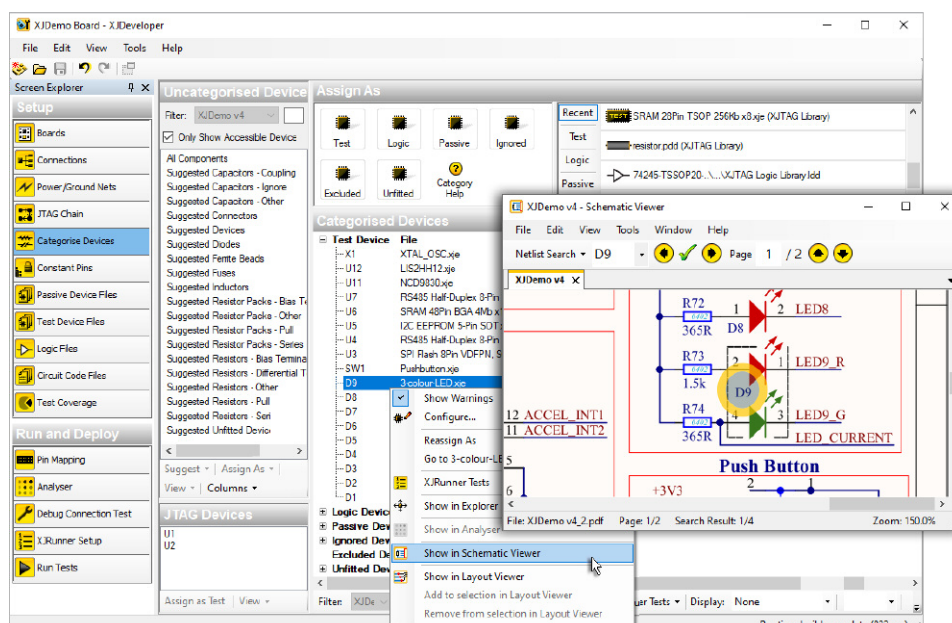 XJDemo Board - XJDeveloper
File Edit View Tools Help
Screen Explorer
Setup
Boards
Connections
Power/Ground Nets
JTAG Chain
Categorise Devices
Constant Pins
Passive Device Files
Test Device Files
Logic Files
Circuit Code Files
Test Coverage
Run and Deploy
Pin Mapping
Analyser
Debug Connection Test
XJRunner Setup
Run Tests
Uncategorised Device
Filter: XJDemo v4
Only Show Accessible Device
All Components
Suggested Capacitors - Coupling
Suggested Capacitors - Ignore
Suggested Capacitors - Other
Suggested Connectors
Suggested Devices
Suggested Diodes
Suggested Ferrite Beads
Suggested Fuses
Suggested Inductors
Suggested Resistor Packs - Bias Te
Suggested Resistor Packs - Other
Suggested Resistor Packs - Pull
Suggested Resistor Packs - Series
Suggested Resistors - Bias Termina
Suggested Resistors - Differential T
Suggested Resistors - Other
Suggested Resistors - Pull
Suggested Resistors - Seri
Suggested Unfitted Devic
Suggest Assign As
View Columns
JTAG Devices
U1
U2
Assign as Test View
Assign As
Test Logic Passive Ignored
Excluded Unfitted Category Help
Recent
Test
Logic
Passive
SRAM 28Pin TSOP 256Kb x8.xje (XJTAG Library)
resistor.pdd (XJTAG Library)
74245-TSSOP20-..\...\XJTAG Logic Library.ldd
Categorised Devices
Test Device File
X1 XTAL_OSC.xje
U12 LIS2HH12.xje
U11 NCD9830.xje
U7 RS485 Half-Duplex 8-Pin
U6 SRAM 48Pin BGA 4Mb x
U5 I2C EEPROM 5-Pin SOT
U4 RS485 Half-Duplex 8-Pin
U3 SPI Flash 8Pin VDFPN, S
SW1 Pushbutton.xje
D9 3-colour-LED.xje
D8
D7
D6
D5
D4
D3
D2
D1
Logic Devic
Passive Dev
Ignored Dev
Excluded De
Unfitted Dev
Filter: XJDe
Show Warnings
Configure...
Reassign As
Go to 3-colour-LE
XJRunner Tests
Show in Explorer
Show in Analyser
Show in Schematic Viewer
Show in Layout Viewer
Add to selection in Layout Viewer
Remove from selection in Layout Viewer
Tests Display: None
XJDemo v4 - Schematic Viewer
File Edit View Tools Window Help
Netlist Search D9 Page 1 / 2
XJDemo v4
R72 1 2 LED8
365R D8
R73 2 1 LED9_R
1.5k D9
R74 4 3 LED9_G
365R LED_CURRENT
12 ACCEL_INT1
11 ACCEL_INT2
5
6
Push Button
+3V3 2 1
File: XJDemo v4_2.pdf Page: 1/2 Search Result: 1/4 Zoom: 150.0%